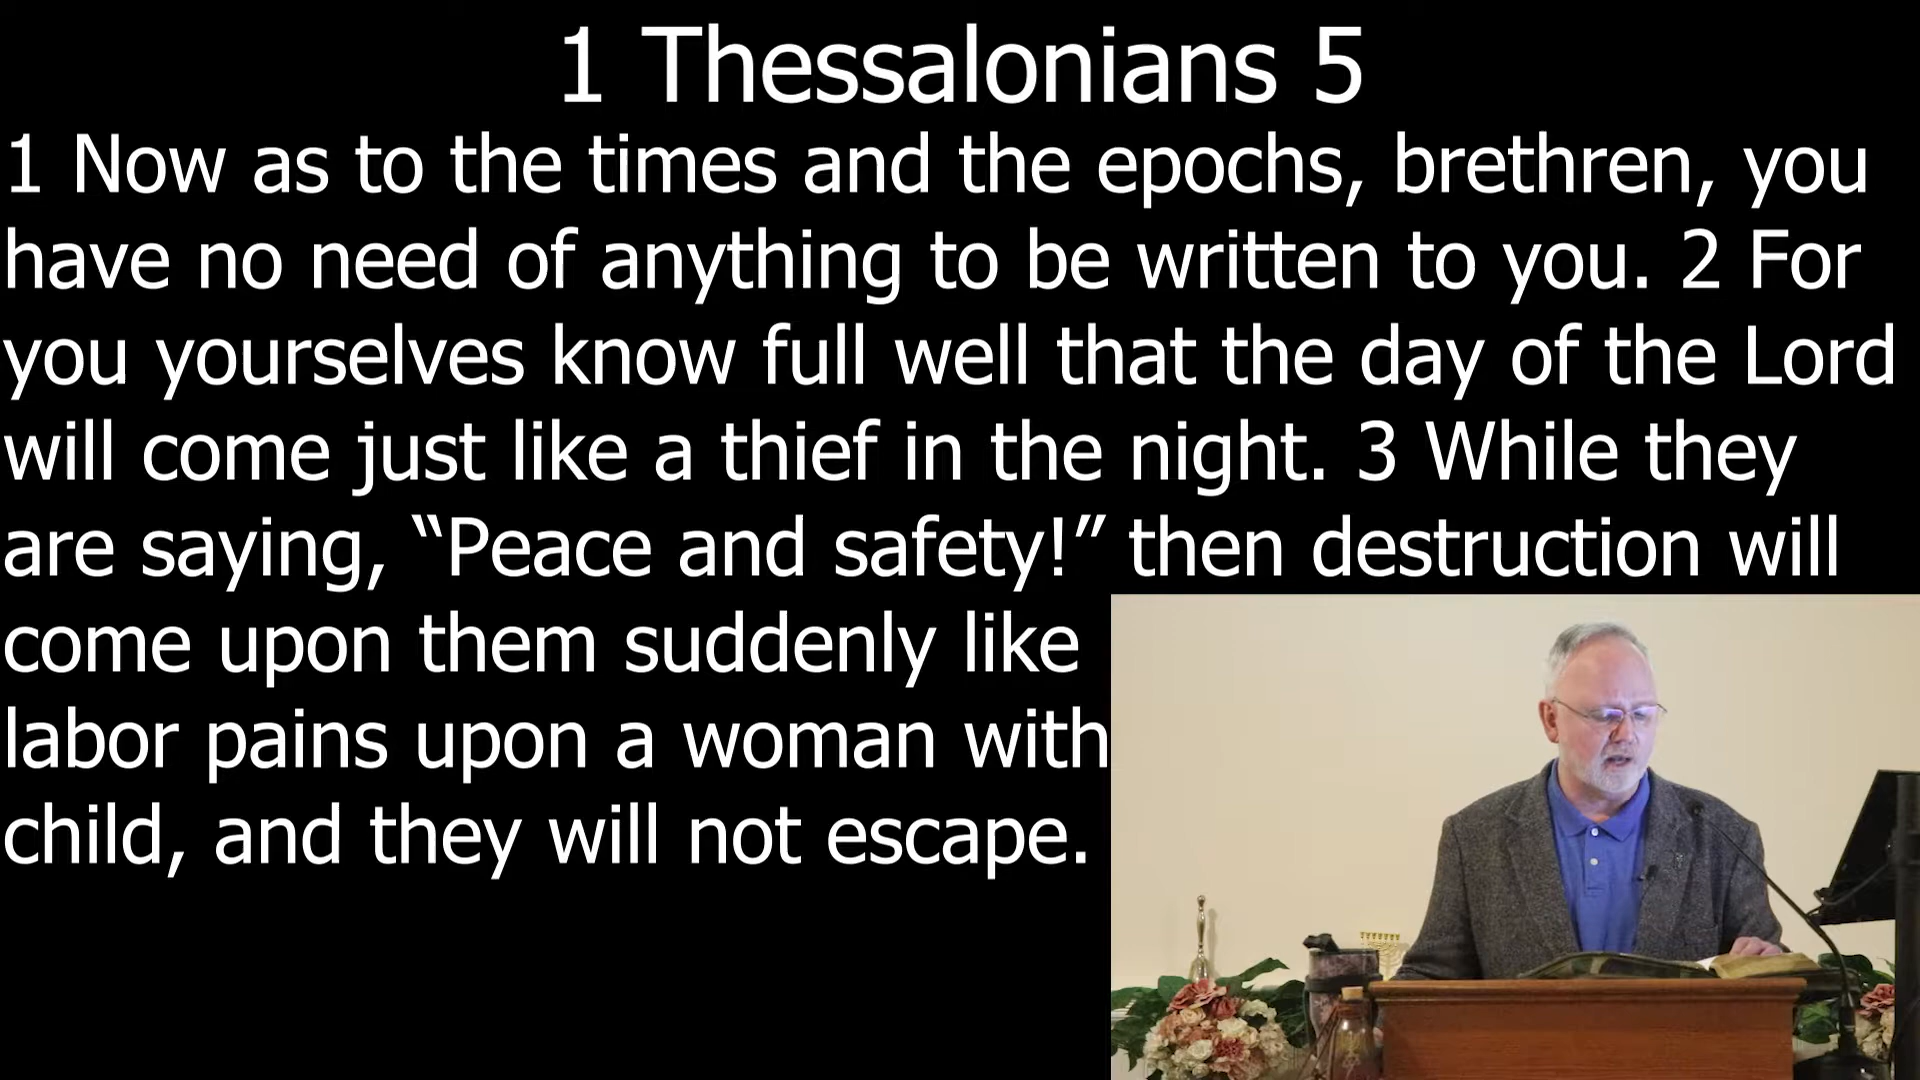 1 Thessalonians 5
1 Now as to the times and the epochs, brethren, you
have no need of anything to be written to you. 2 For
you yourselves know full well that the day of the Lord
will come just like a thief in the night. 3 While they
are saying, “Peace and safety!” then destruction will
come upon them suddenly like
labor pains upon a woman with
child, and they will not escape.